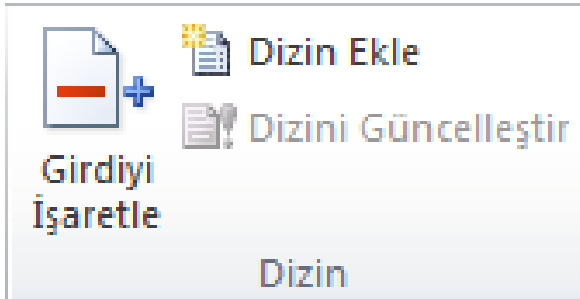 Dizin Ekle
Dizini Güncelleştir
Girdiyi
İşaretle
Dizin